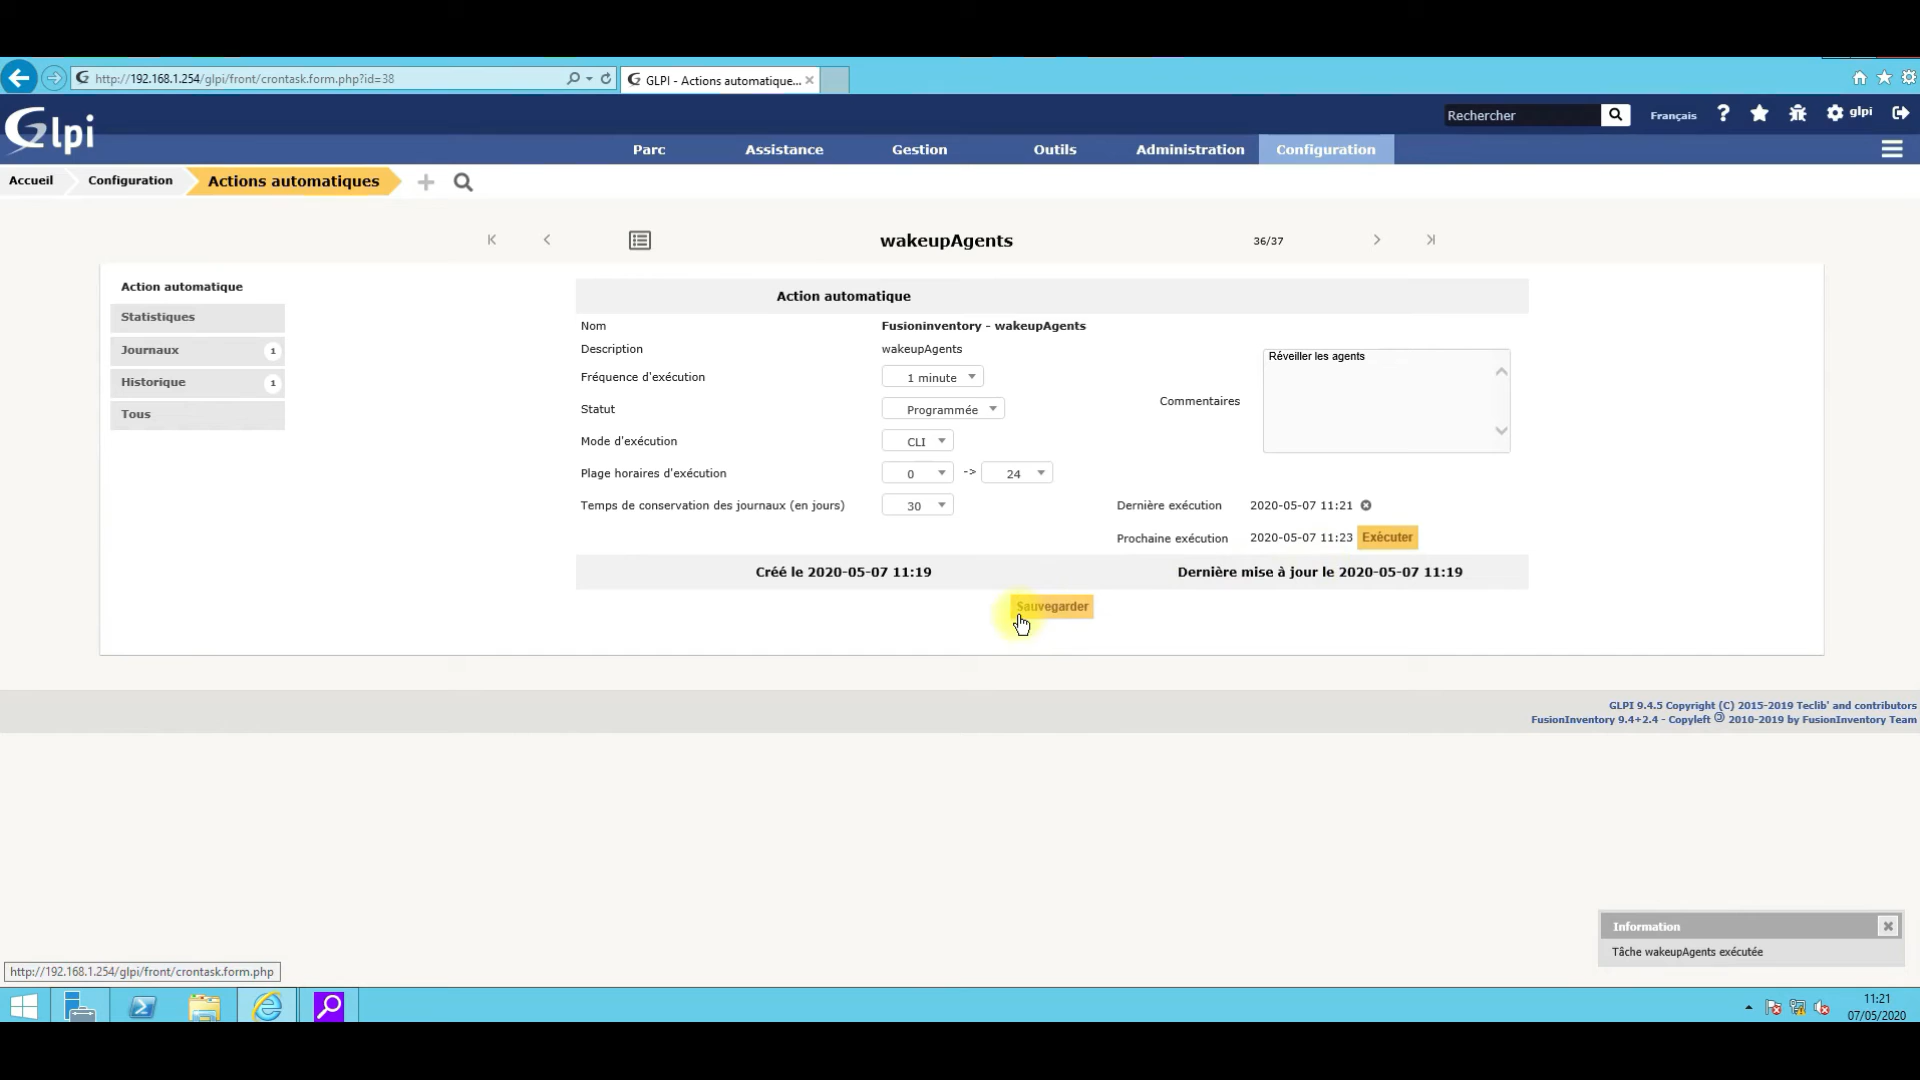 http://192.168.1.254/glpi/front/crontask.form.php?id=38
GLPI - Actions automatique...
Glpi
Rechercher
Français
glpi
Parc
Assistance
Gestion
Outils
Administration
Configuration
Accueil
Configuration
Actions automatiques
wakeupAgents
36/37
Action automatique
Statistiques
Journaux 1
Historique 1
Tous
Action automatique
Nom Fusioninventory - wakeupAgents
Description wakeupAgents
Fréquence d'exécution 1 minute
Statut Programmée
Mode d'exécution CLI
Plage horaires d'exécution 0 -> 24
Temps de conservation des journaux (en jours) 30
Commentaires
Réveiller les agents
Dernière exécution 2020-05-07 11:21
Prochaine exécution 2020-05-07 11:23 Exécuter
Créé le 2020-05-07 11:19
Dernière mise à jour le 2020-05-07 11:19
Sauvegarder
GLPI 9.4.5 Copyright (C) 2015-2019 Teclib' and contributors
FusionInventory 9.4+2.4 - Copyleft 🄯 2010-2019 by FusionInventory Team
Information
Tâche wakeupAgents exécutée
http://192.168.1.254/glpi/front/crontask.form.php
11:21
07/05/2020